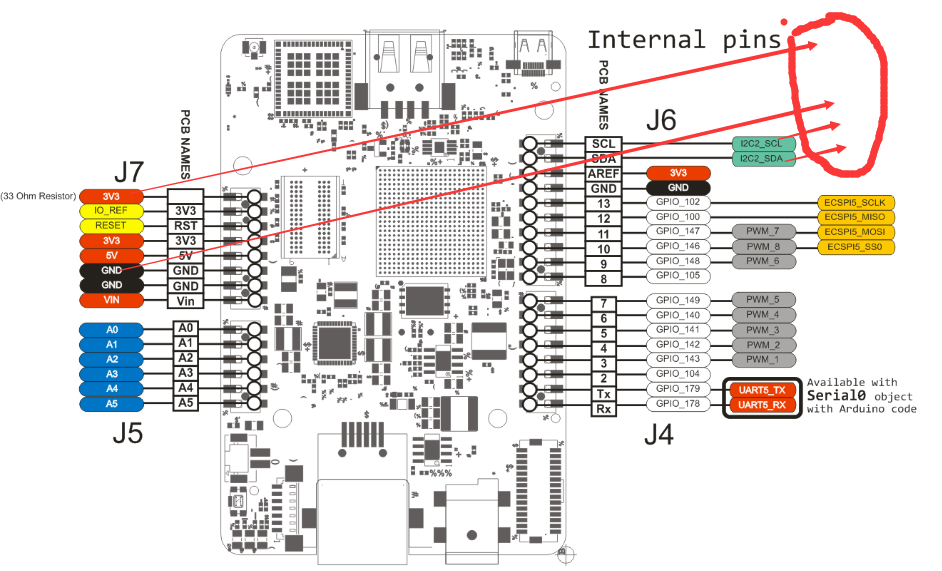 Internal pins
PCB NAMES
J6
SCL I2C2_SCL
SDA I2C2_SDA
AREF 3V3
GND GND
13 GPIO_102 ECSPI5_SCLK
12 GPIO_100 ECSPI5_MISO
11 GPIO_147 PWM_7 ECSPI5_MOSI
10 GPIO_146 PWM_8 ECSPI5_SS0
9 GPIO_148 PWM_6
8 GPIO_105
7 GPIO_149 PWM_5
6 GPIO_140 PWM_4
5 GPIO_141 PWM_3
4 GPIO_142 PWM_2
3 GPIO_143 PWM_1
2 GPIO_104
Tx GPIO_179 UART5_TX
Rx GPIO_178 UART5_RX
Available with
Serial0 object
with Arduino code
J4
PCB NAMES
J7
(33 Ohm Resistor) 3V3
IO_REF 3V3
RESET RST
3V3 3V3
5V 5V
GND GND
GND GND
VIN Vin
A0 A0
A1 A1
A2 A2
A3 A3
A4 A4
A5 A5
J5